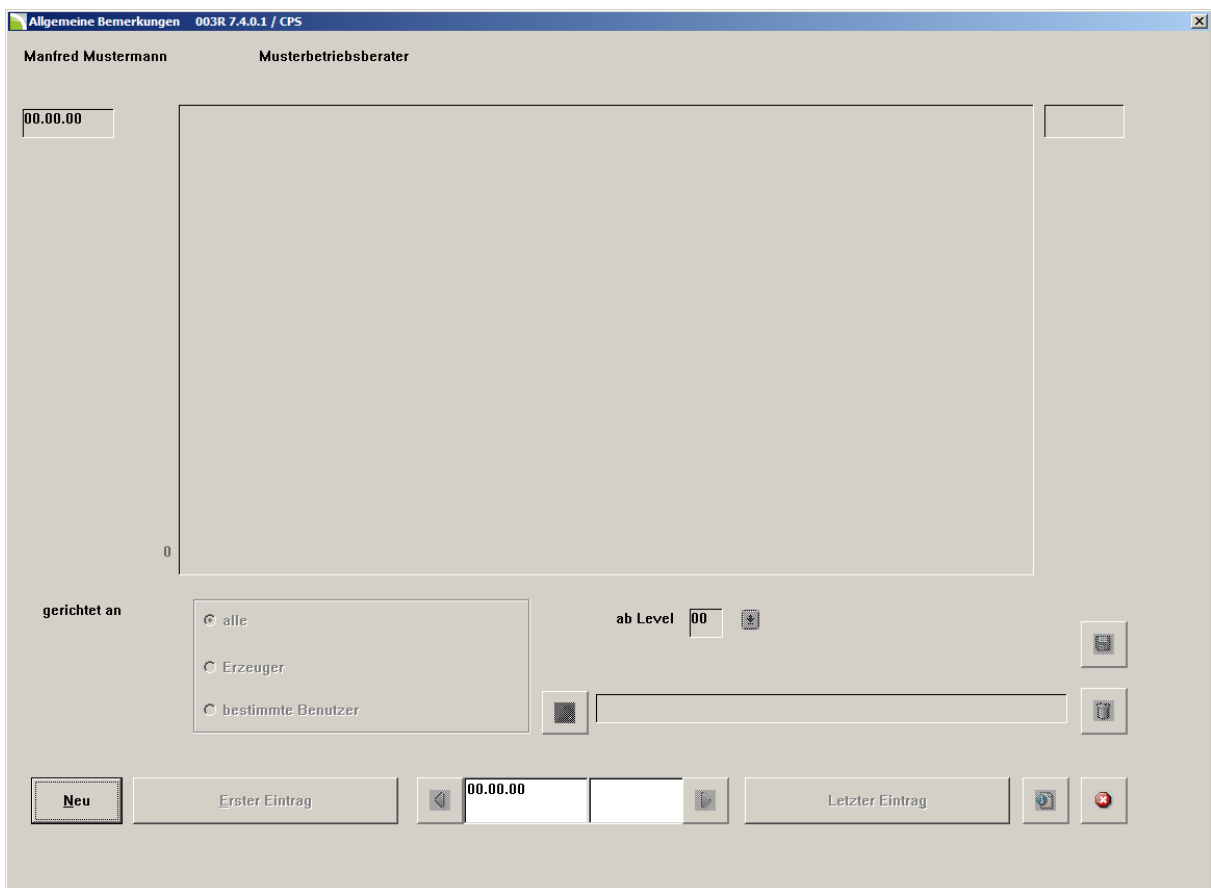 Allgemeine Bemerkungen 003R 7.4.0.1 / CPS
Manfred Mustermann Musterbetriebsberater
00.00.00
0
gerichtet an
alle
ab Level 00
Erzeuger
bestimmte Benutzer
Neu Erster Eintrag 00.00.00 Letzter Eintrag